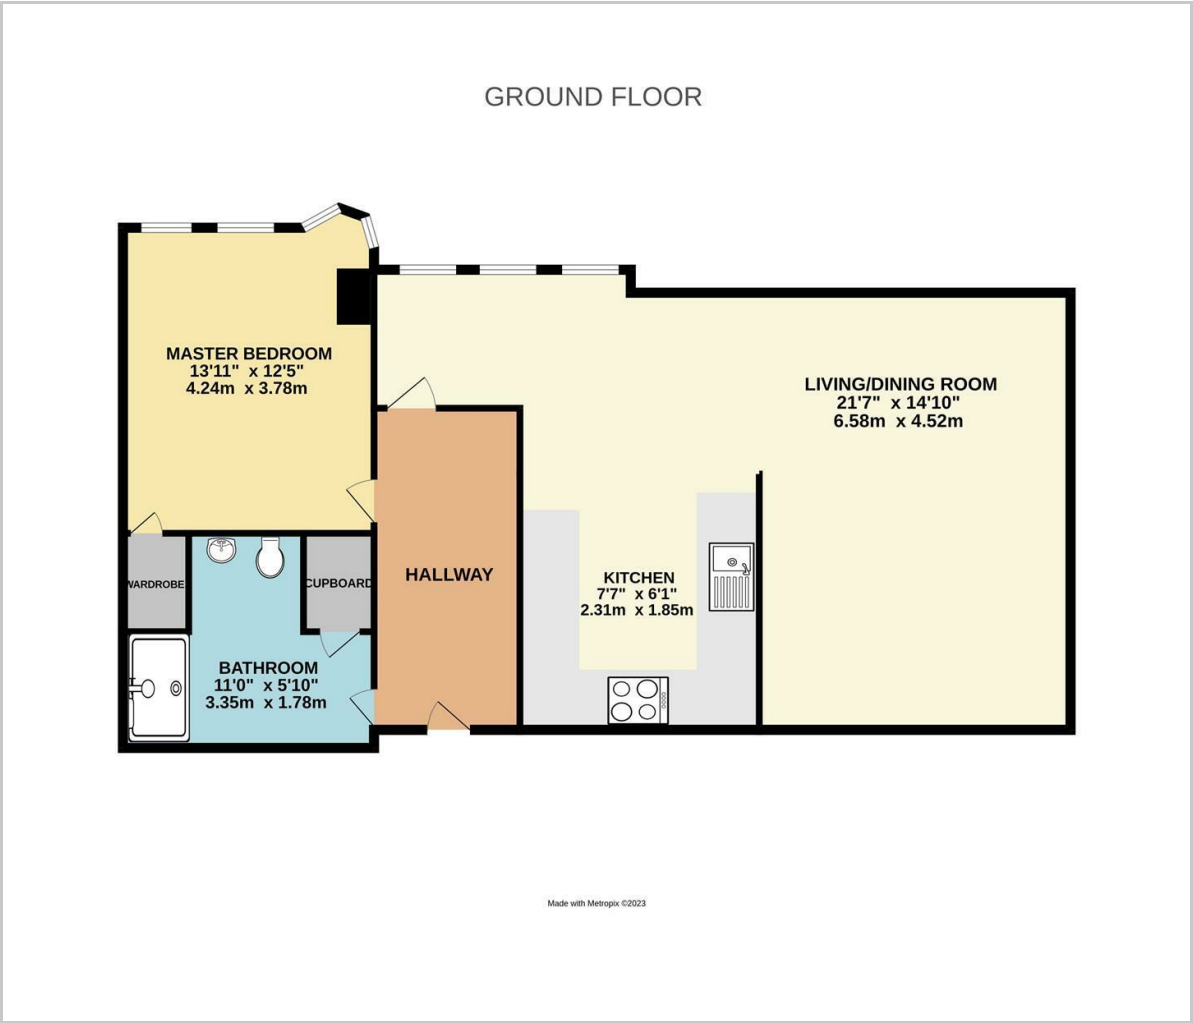 GROUND FLOOR
MASTER BEDROOM
13'11" x 12'5"
4.24m x 3.78m
LIVING/DINING ROOM
21'7" x 14'10"
6.58m x 4.52m
WARDROBE
CUPBOARD
HALLWAY
KITCHEN
7'7" x 6'1"
2.31m x 1.85m
BATHROOM
11'0" x 5'10"
3.35m x 1.78m
Made with Metropix ©2023